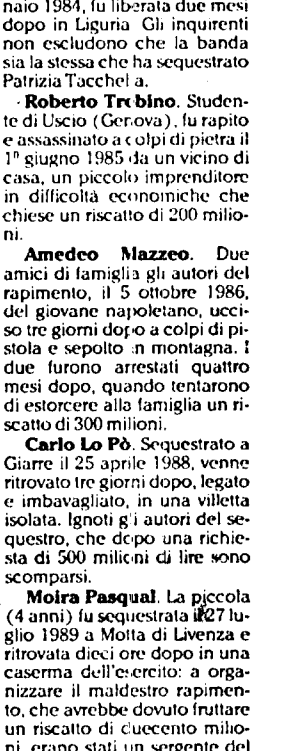 naio 1984, fu liberata due mesi
dopo in Liguria. Gli inquirenti
non escludono che la banda
sia la stessa che ha sequestrato
Patrizia Tacchella.
Roberto Trebino. Studen-
te di Uscio (Genova), fu rapito
e assassinato a colpi di pietra il
1º giugno 1985 da un vicino di
casa, un piccolo imprenditore
in difficoltà economiche che
chiese un riscatto di 200 milio-
ni.
Amedeo Mazzeo. Due
amici di famiglia gli autori del
rapimento, il 5 ottobre 1986,
del giovane napoletano, ucci-
so tre giorni dopo a colpi di pi-
stola e sepolto in montagna. I
due furono arrestati quattro
mesi dopo, quando tentarono
di estorcere alla famiglia un ri-
scatto di 300 milioni.
Carlo Lo Pò. Sequestrato a
Giarre il 25 aprile 1988, venne
ritrovato tre giorni dopo, legato
e imbavagliato, in una villetta
isolata. Ignoti gli autori del se-
questro, che dopo una richie-
sta di 500 milioni di lire sono
scomparsi.
Moira Pasqual. La piccola
(4 anni) fu sequestrata il 27 lu-
glio 1989 a Motta di Livenza e
ritrovata dieci ore dopo in una
caserma dell'esercito: a orga-
nizzare il maldestro rapimen-
to, che avrebbe dovuto fruttare
un riscatto di duecento milio-
ni, erano stati un sergente del